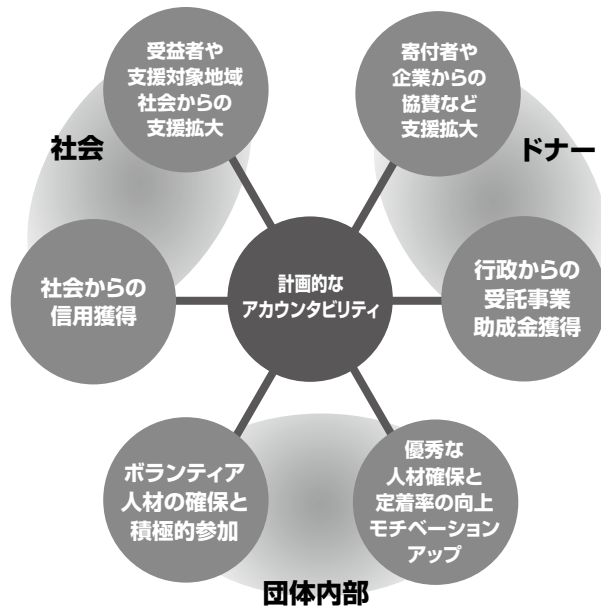 受益者や
支援対象地域
社会からの
支援拡大
寄付者や
企業からの
協賛など
支援拡大
社会
ドナー
社会からの
信用獲得
計画的な
アカウンタビリティ
行政からの
受託事業
助成金獲得
ボランティア
人材の確保と
積極的参加
優秀な
人材確保と
定着率の向上
モチベーション
アップ
団体内部